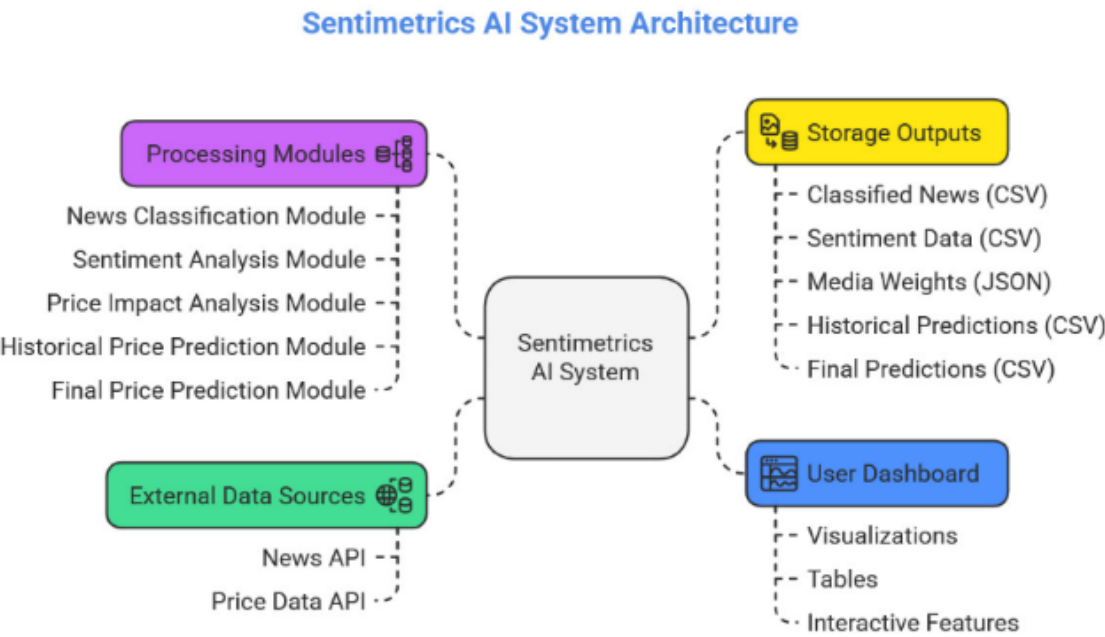 Sentimetrics AI System Architecture
Processing Modules
News Classification Module
Sentiment Analysis Module
Price Impact Analysis Module
Historical Price Prediction Module
Final Price Prediction Module
External Data Sources
News API
Price Data API
Sentimetrics
AI System
Storage Outputs
Classified News (CSV)
Sentiment Data (CSV)
Media Weights (JSON)
Historical Predictions (CSV)
Final Predictions (CSV)
User Dashboard
Visualizations
Tables
Interactive Features